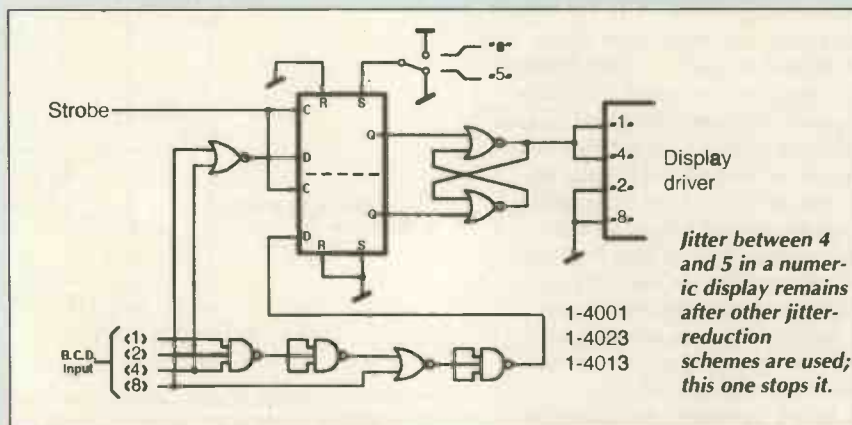 R
S
"0"
"5"
Strobe
C
Q
D
C
Q
D
R
S
"1"
"4"
"2"
"8"
Display
driver
B.C.D.
Input
<1>
<2>
<4>
<8>
1-4001
1-4023
1-4013
Jitter between 4
and 5 in a numer-
ic display remains
after other jitter-
reduction
schemes are used;
this one stops it.